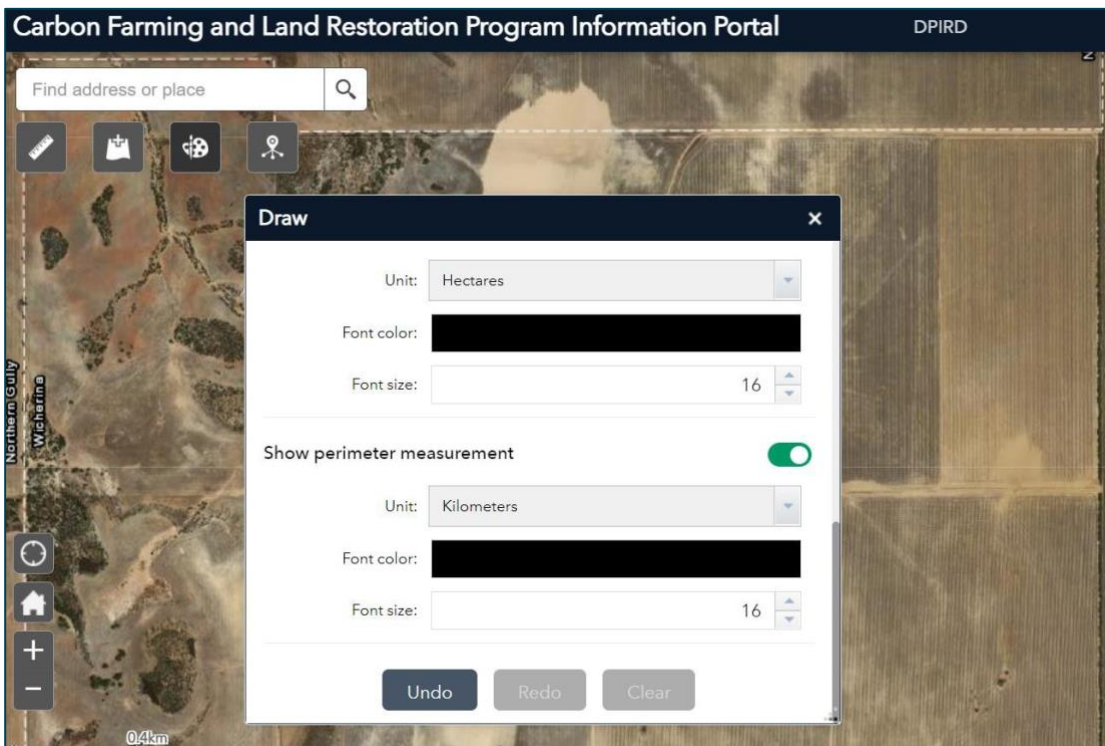 Carbon Farming and Land Restoration Program Information Portal DPIRD
Find address or place
Draw
Unit: Hectares
Font color:
Font size: 16
Show perimeter measurement
Unit: Kilometers
Font color:
Font size: 16
Undo Redo Clear
Northern Gully
Wicherina
0.4km